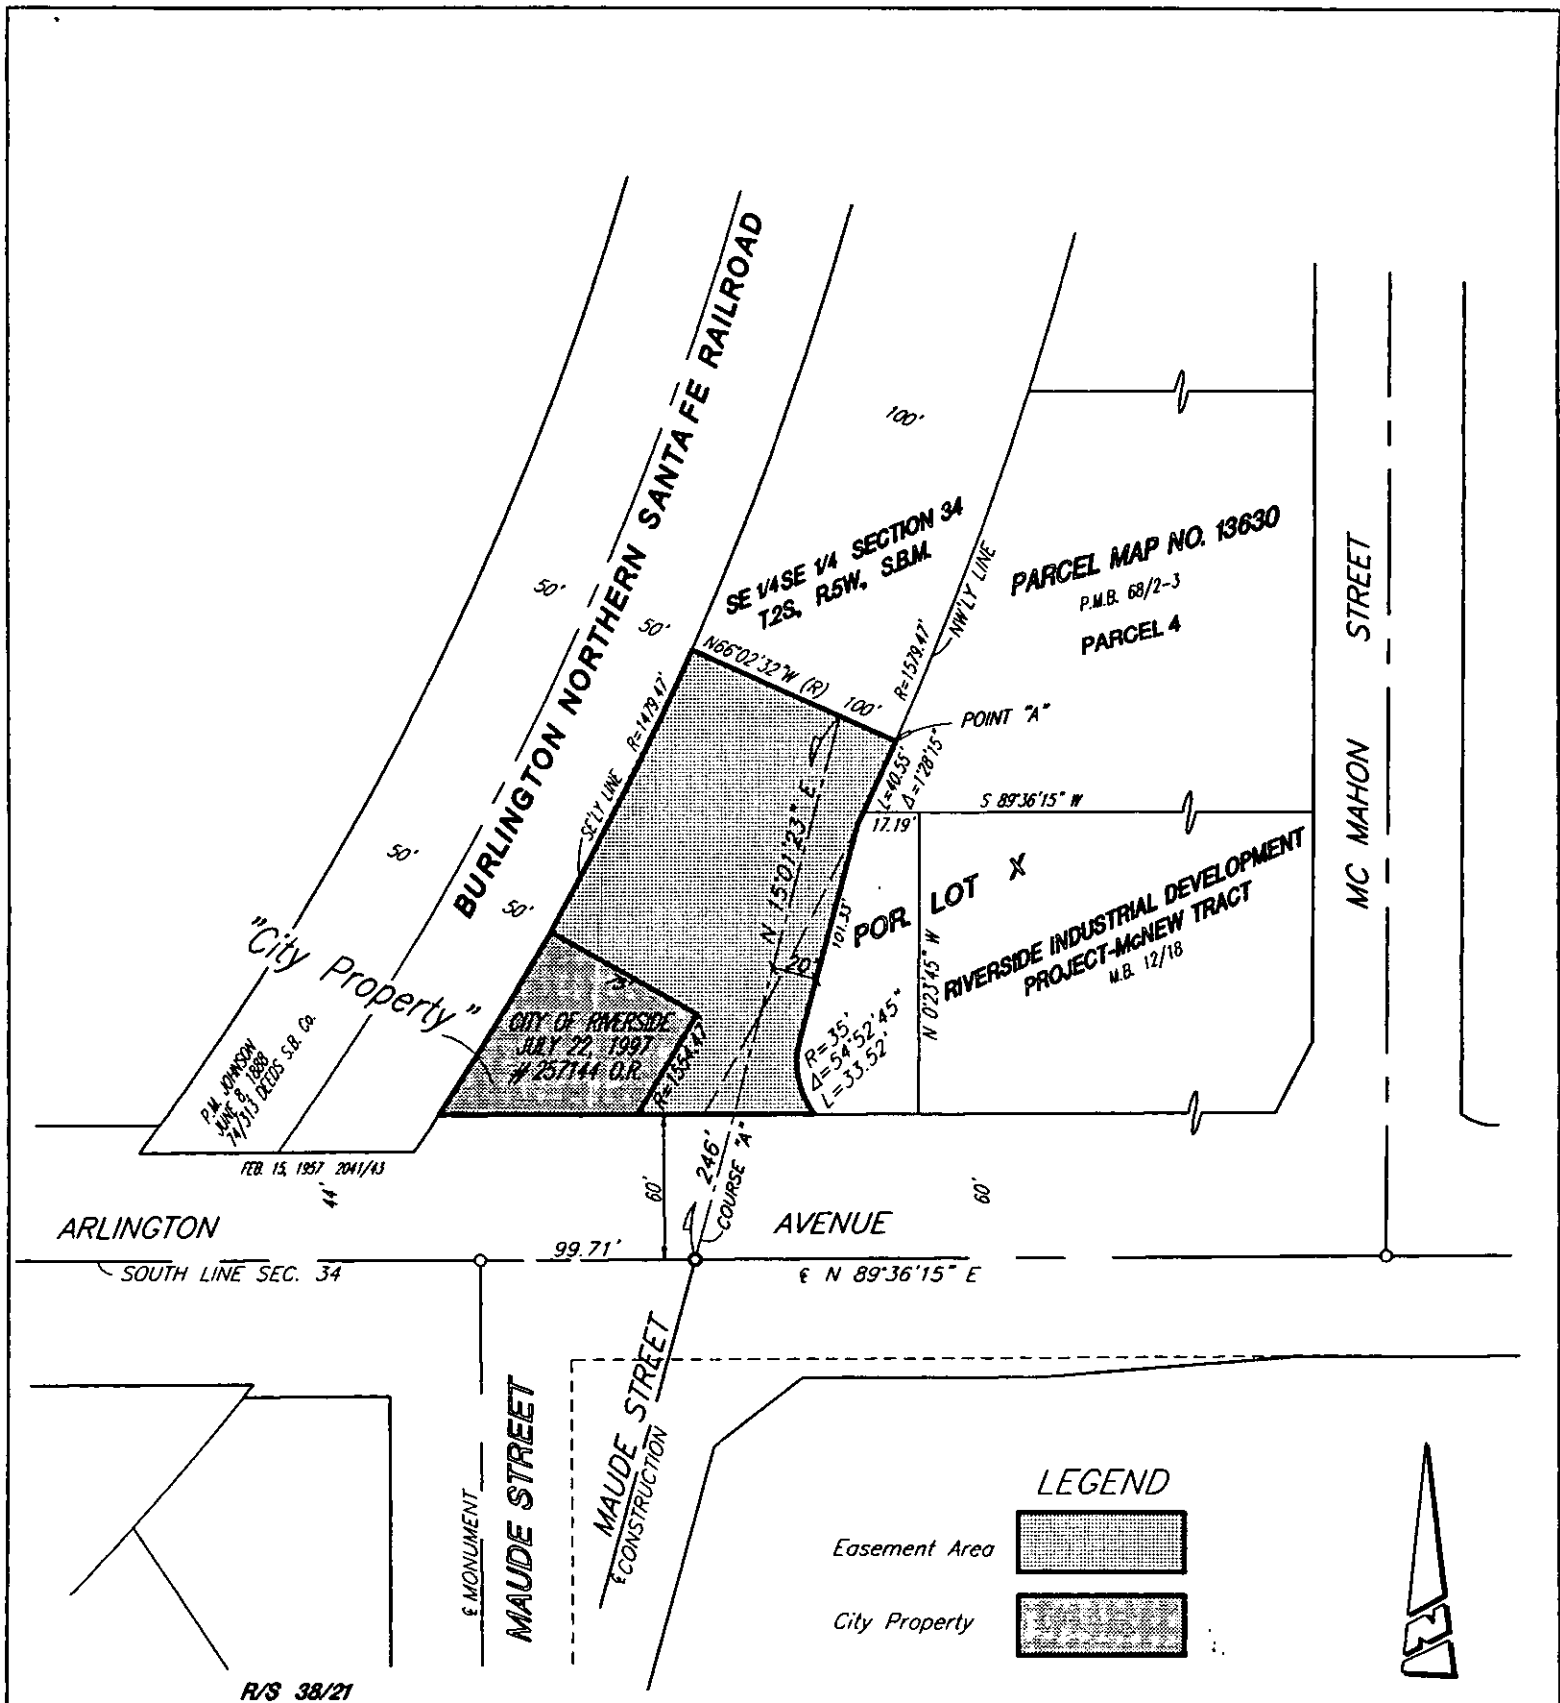 BURLINGTON NORTHERN SANTA FE RAILROAD
100'
50'
50'
50'
50'
SE 1/4 SE 1/4 SECTION 34
T.2S., R.5W., S.B.M.
NW'LY LINE
R=1579.47'
PARCEL MAP NO. 13630
P.M.B. 68/2-3
PARCEL 4
MC MAHON STREET
N66°02'32"W (R)
100'
POINT "A"
SE'LY LINE
R=1479.47'
L=40.55'
Δ=1°28'15"
S 89°36'15" W
17.19'
N 15°01'23" E
101.33'
20'
POR. LOT X
N 0°23'45" W
RIVERSIDE INDUSTRIAL DEVELOPMENT
PROJECT-McNEW TRACT
M.B. 12/18
"City Property"
75'
CITY OF RIVERSIDE
JULY 22, 1997
# 257144 O.R.
R=1554.47'
R=35'
Δ=54°52'45"
L=33.52'
P.M. JOHNSON
JUNE 8, 1888
74/313 DEEDS S.B. Co.
FEB. 15, 1957 2041/43
44'
60'
246'
COURSE "A"
60'
ARLINGTON AVENUE
99.71'
SOUTH LINE SEC. 34
℄ N 89°36'15" E
MAUDE STREET
℄ CONSTRUCTION
℄ MONUMENT
MAUDE STREET
R/S 38/21
LEGEND
Easement Area
City Property
N